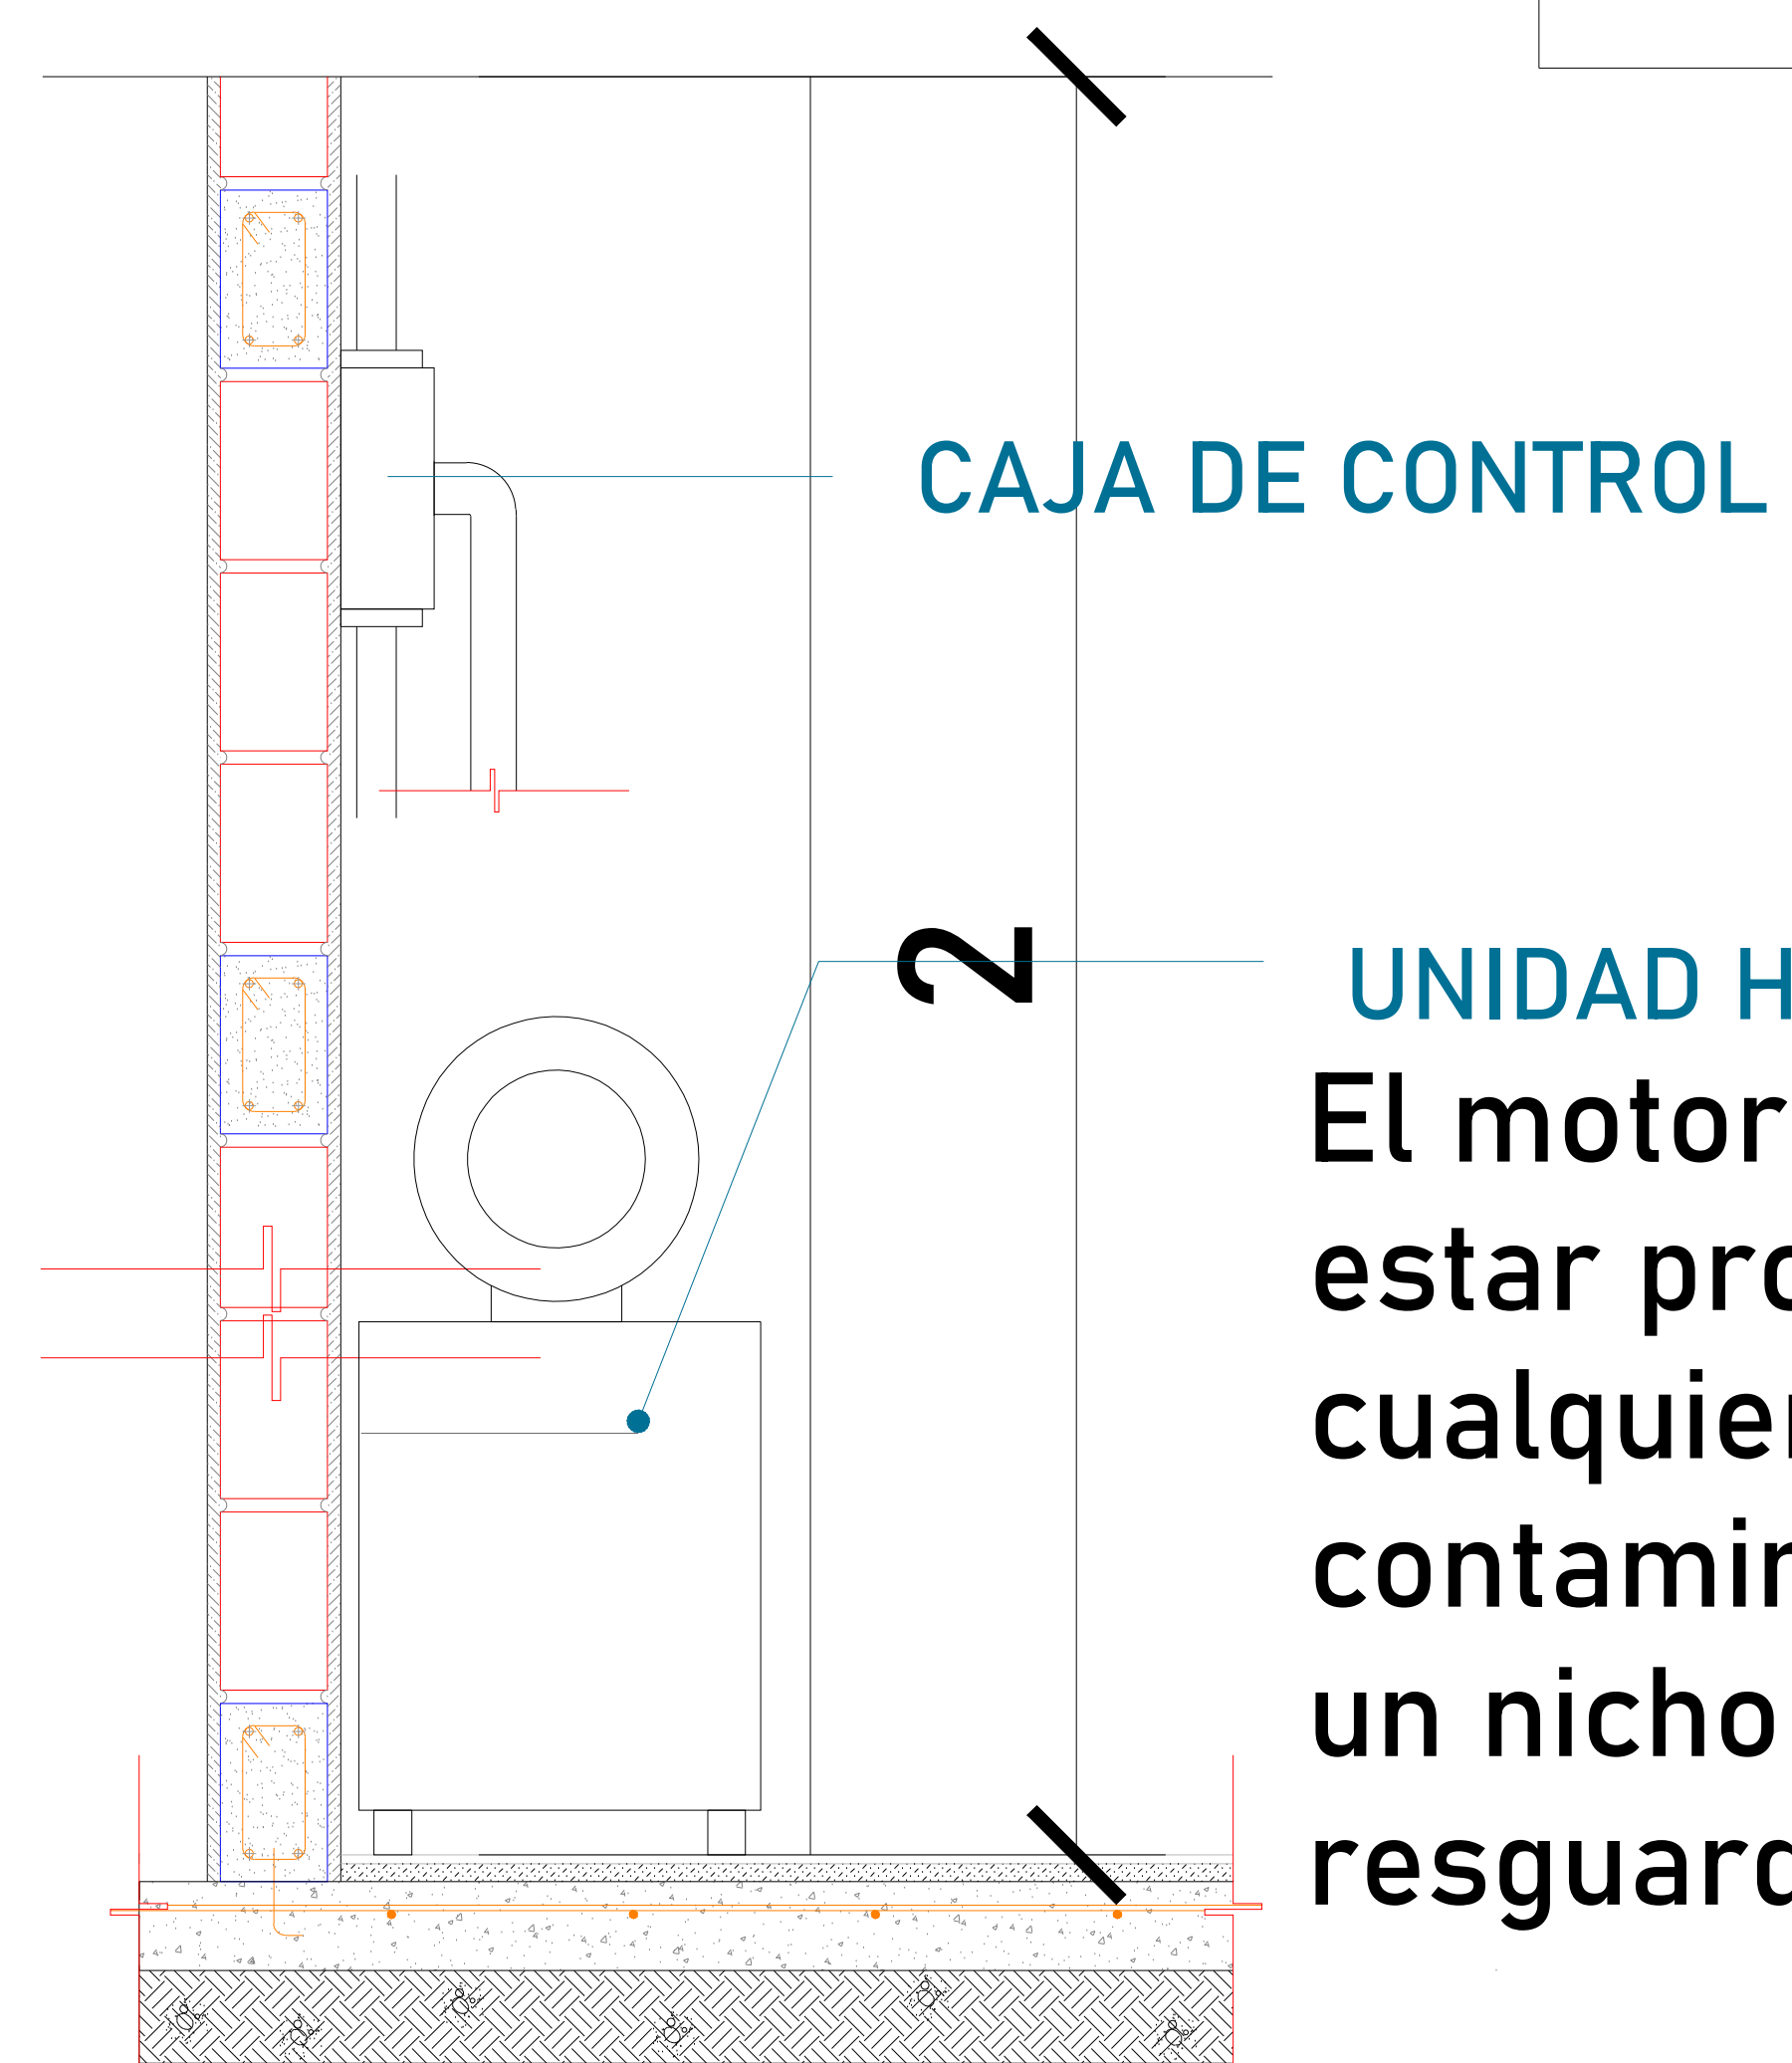 CAJA DE CONTROL
2
UNIDAD H
El motor
estar pro
cualquier
contamin
un nicho
resguard